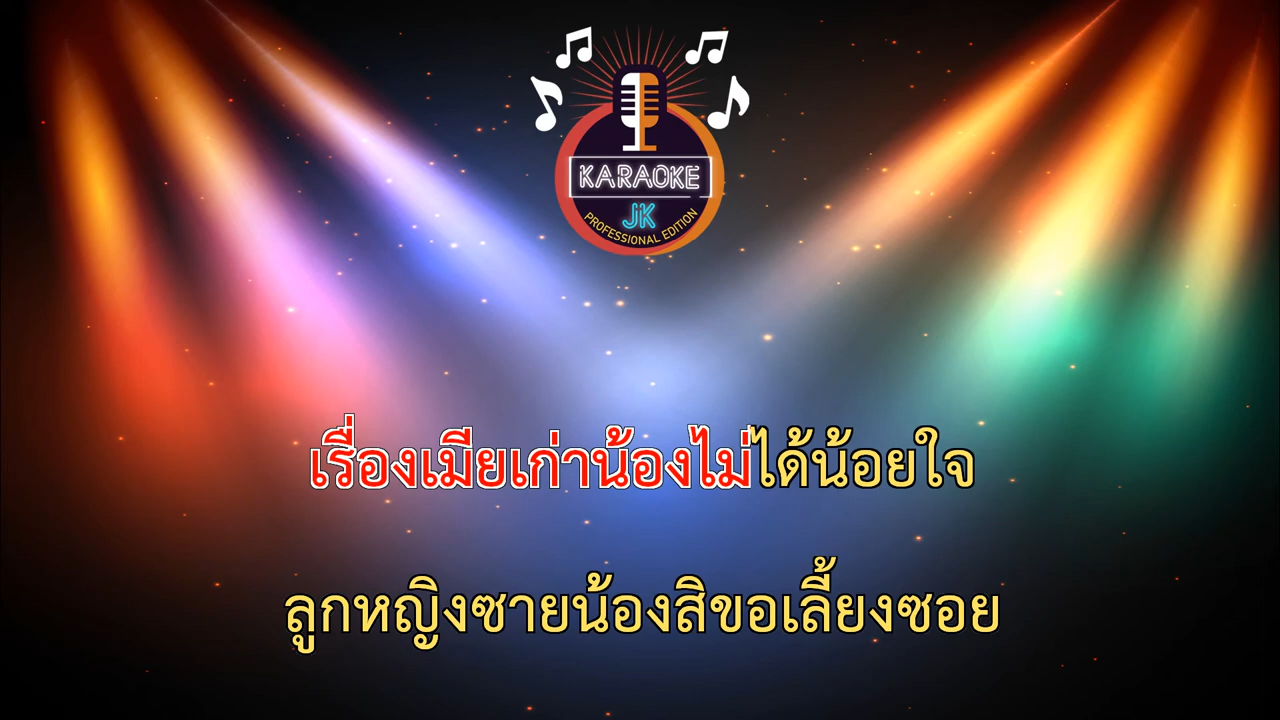 KARAOKE
JK
PROFESSIONAL EDITION
เรื่องเมียเก่าน้องไม่ได้น้อยใจ
ลูกหญิงซายน้องสิขอเลี้ยงซอย